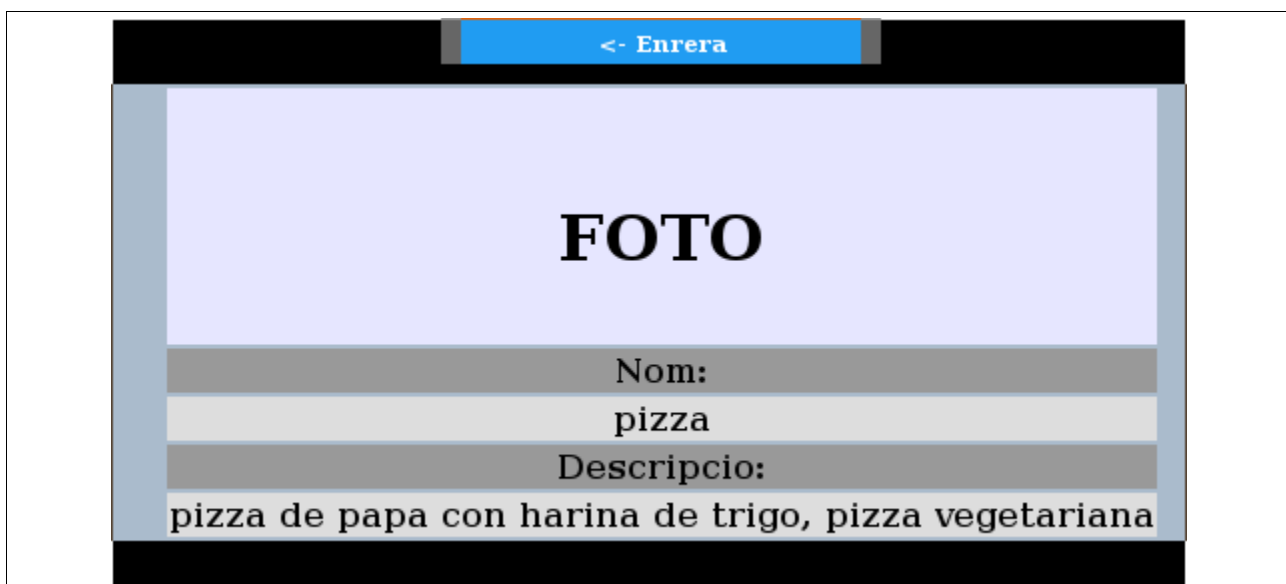 <- Enrera
FOTO
Nom:
pizza
Descripcio:
pizza de papa con harina de trigo, pizza vegetariana